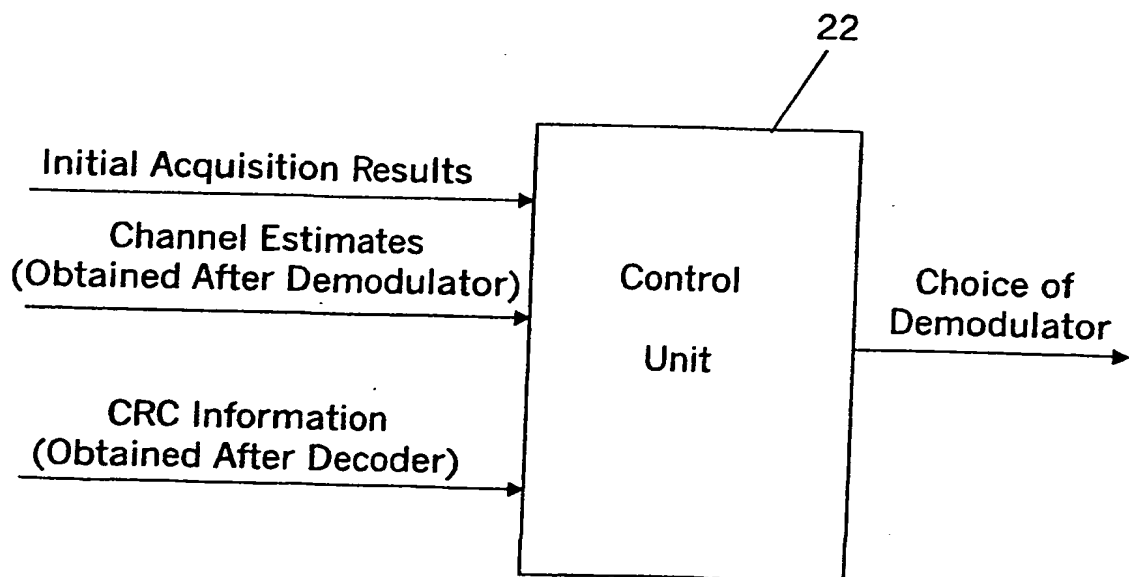 22
Initial Acquisition Results
Channel Estimates
(Obtained After Demodulator)
CRC Information
(Obtained After Decoder)
Control
Unit
Choice of
Demodulator